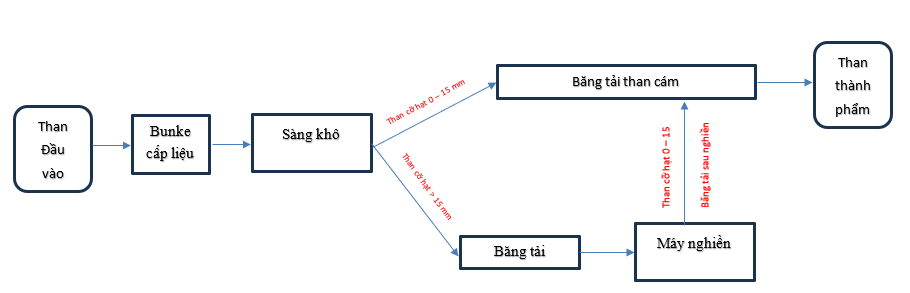 Than
Đầu
vào
Bunke
cấp liệu
Sàng khô
Than cỡ hạt 0 – 15 mm
Than cỡ hạt > 15 mm
Băng tải than cám
Than
thành
phẩm
Băng tải
Máy nghiền
Than cỡ hạt 0 – 15
Băng tải sau nghiền